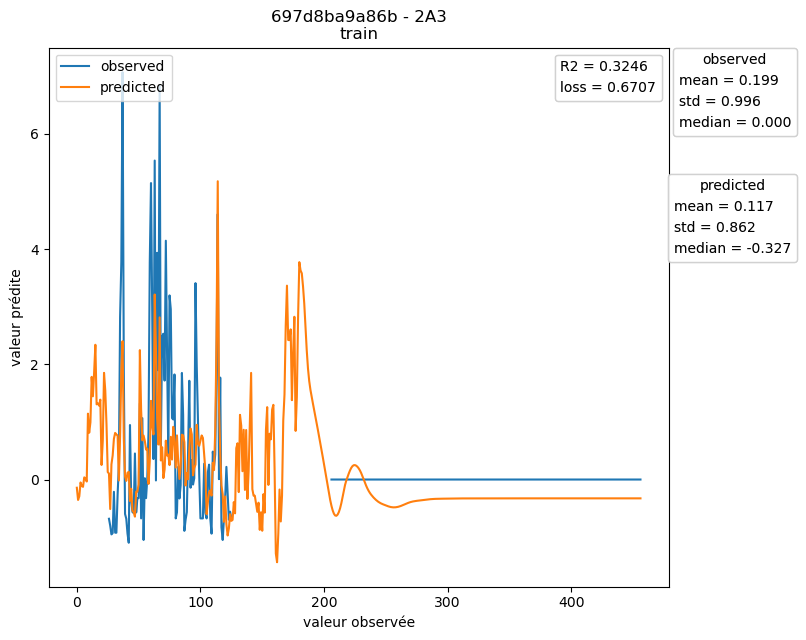 697d8ba9a86b - 2A3
train
observed
predicted
R2 = 0.3246
loss = 0.6707
observed
mean = 0.199
std = 0.996
median = 0.000
predicted
mean = 0.117
std = 0.862
median = -0.327
valeur prédite
6
4
2
0
0
100
200
300
400
valeur observée